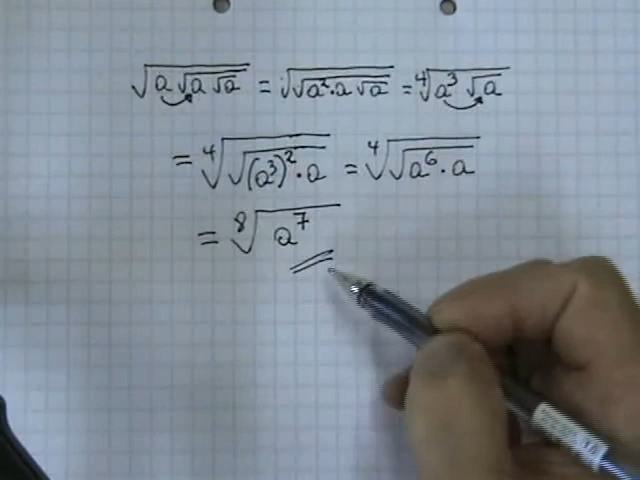 √(a √(a √a)) = √(√(a² · a √a)) = ⁴√(a³ √a)
= ⁴√(√((a³)² · a)) = ⁴√(√(a⁶ · a))
= ⁸√(a⁷)